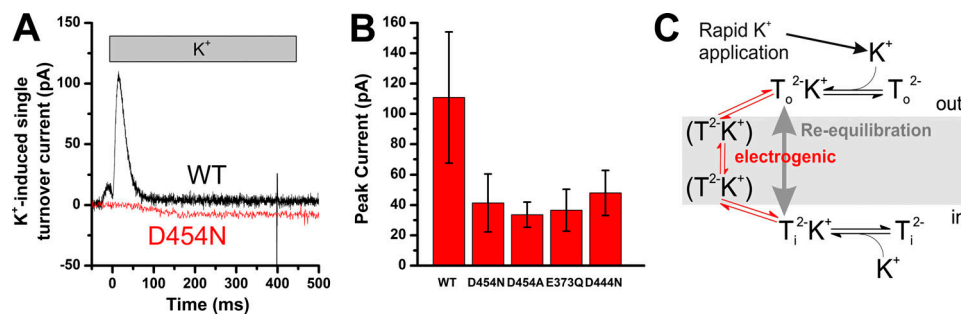 A
K+-induced single
turnover current (pA)
150
100
50
0
-50
K+
WT
D454N
0 100 200 300 400 500
Time (ms)
B
Peak Current (pA)
160
140
120
100
80
60
40
20
0
WT D454N D454A E373Q D444N
C
Rapid K+
application
K+
To2-K+ To2-
out
(T2-K+)
Re-equilibration
electrogenic
(T2-K+)
in
Ti2-K+ Ti2-
K+